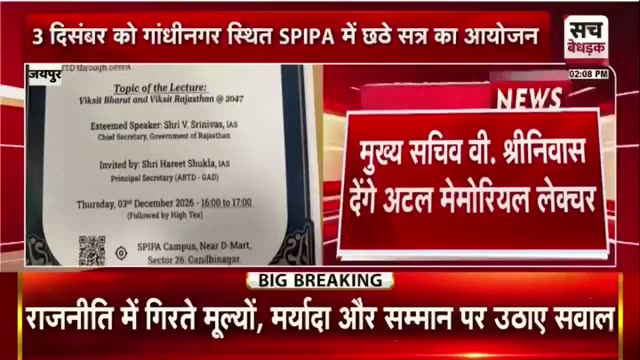 3 दिसंबर को गांधीनगर स्थित SPIPA में छठे सत्र का आयोजन
सच
बेधड़क
जयपुर
02:08 PM
TD through SPIPA
Topic of the Lecture:
Viksit Bharat and Viksit Rajasthan @ 2047
Esteemed Speaker: Shri V. Srinivas, IAS
Chief Secretary, Government of Rajasthan
Invited by: Shri Hareet Shukla, IAS
Principal Secretary (ARTD - GAD)
Thursday, 03rd December 2026 - 16:00 to 17:00
(Followed by High Tea)
SPIPA Campus, Near D-Mart,
Sector 26, Gandhinagar
NEWS
मुख्य सचिव वी. श्रीनिवास
देंगे अटल मेमोरियल लेक्चर
BIG BREAKING
राजनीति में गिरते मूल्यों, मर्यादा और सम्मान पर उठाए सवाल